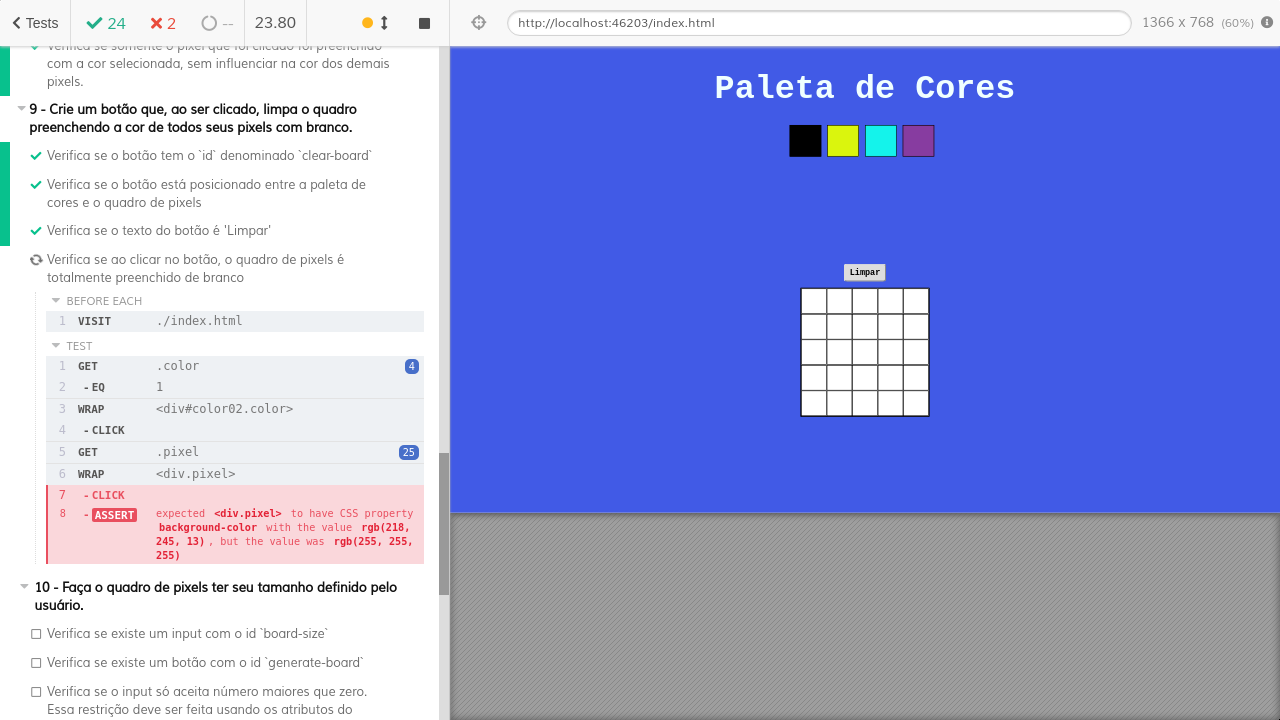 Tests 24 2 -- 23.80 http://localhost:46203/index.html 1366 x 768 (60%)
Verifica se somente o pixel que foi clicado foi preenchido
com a cor selecionada, sem influenciar na cor dos demais
pixels.
9 - Crie um botão que, ao ser clicado, limpa o quadro
preenchendo a cor de todos seus pixels com branco.
Verifica se o botão tem o `id` denominado `clear-board`
Verifica se o botão está posicionado entre a paleta de
cores e o quadro de pixels
Verifica se o texto do botão é 'Limpar'
Verifica se ao clicar no botão, o quadro de pixels é
totalmente preenchido de branco
BEFORE EACH
1 VISIT ./index.html
TEST
1 GET .color 4
2 - EQ 1
3 WRAP <div#color02.color>
4 - CLICK
5 GET .pixel 25
6 WRAP <div.pixel>
7 - CLICK
8 - ASSERT expected <div.pixel> to have CSS property
background-color with the value rgb(218,
245, 13) , but the value was rgb(255, 255,
255)
10 - Faça o quadro de pixels ter seu tamanho definido pelo
usuário.
Verifica se existe um input com o id `board-size`
Verifica se existe um botão com o id `generate-board`
Verifica se o input só aceita número maiores que zero.
Essa restrição deve ser feita usando os atributos do
Paleta de Cores
Limpar